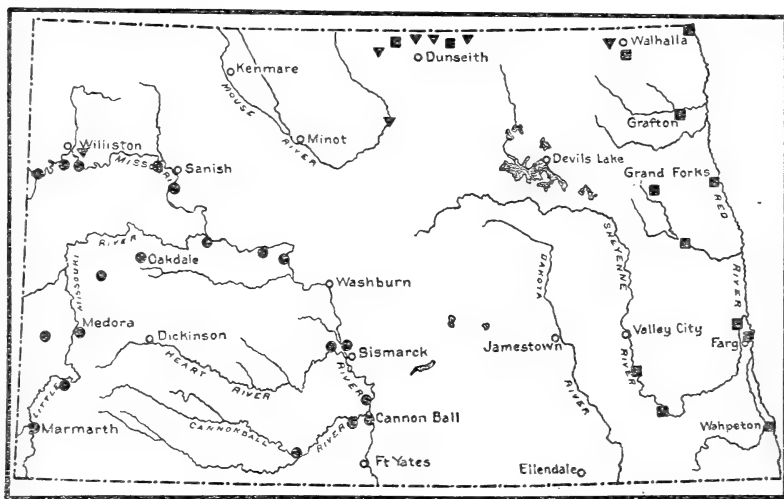 Walhalla
Kenmare
Dunseith
MOUSE
RIVER
Minot
Grafton
Williston
MISSOURI
Sanish
Devils Lake
Grand Forks
RED
RIVER
RIVER
Oakdale
MISSOURI
LITTLE
SHEYENNE
RIVER
DAKOTA
RIVER
Washburn
Medora
Dickinson
HEART
RIVER
Bismarck
RIVER
Jamestown
Valley City
Farg
Marmarth
CANNONBALL
RIVER
Cannon Ball
Wahpeton
Ft Yates
Ellendale